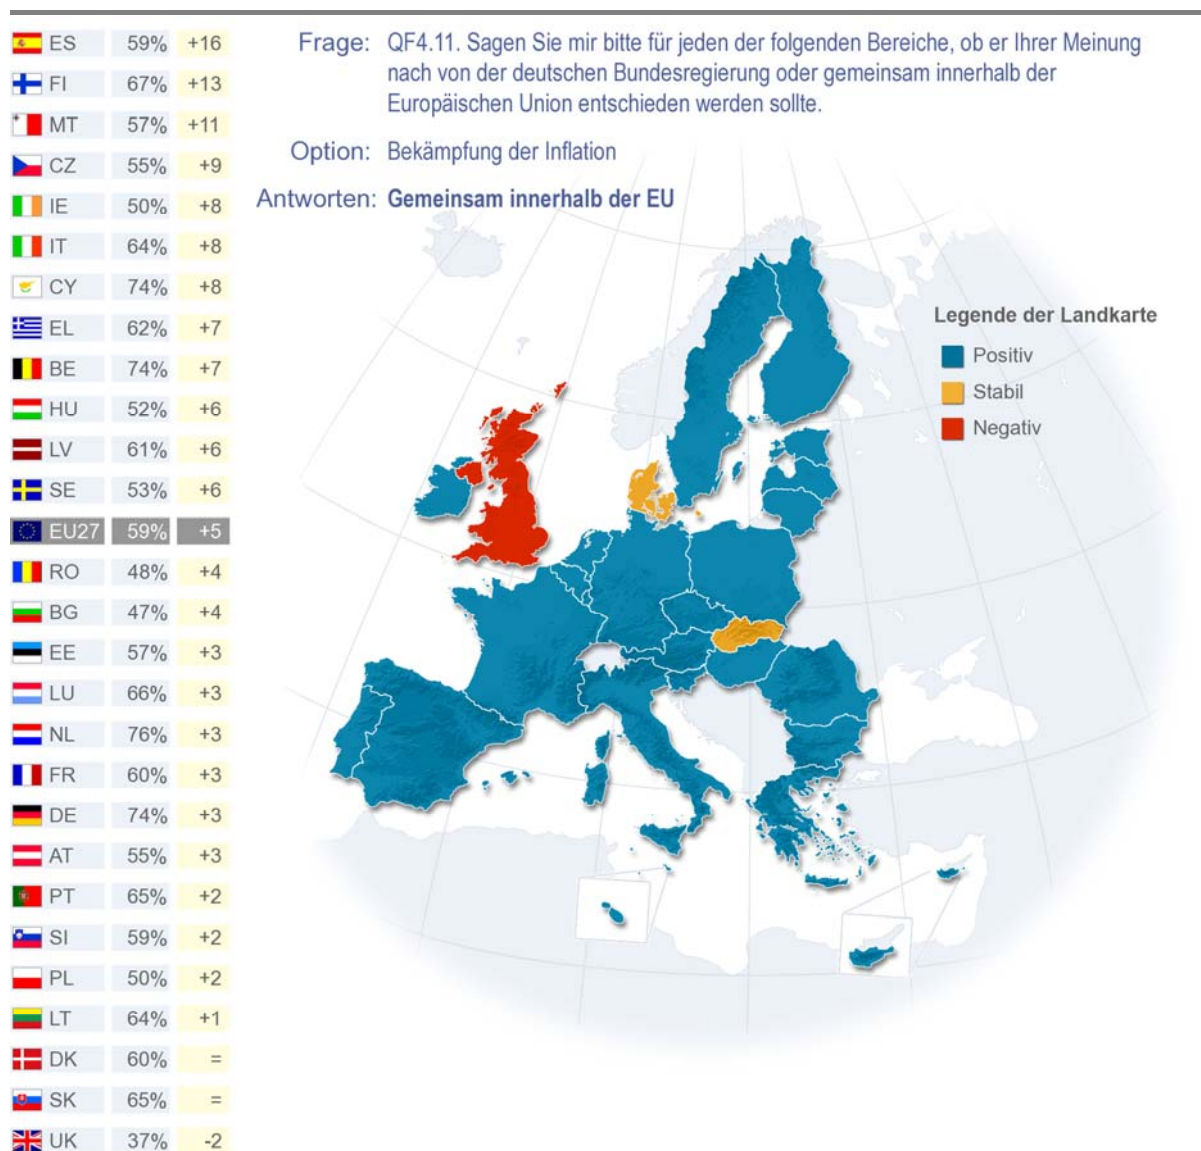 ES 59% +16
FI 67% +13
MT 57% +11
CZ 55% +9
IE 50% +8
IT 64% +8
CY 74% +8
EL 62% +7
BE 74% +7
HU 52% +6
LV 61% +6
SE 53% +6
EU27 59% +5
RO 48% +4
BG 47% +4
EE 57% +3
LU 66% +3
NL 76% +3
FR 60% +3
DE 74% +3
AT 55% +3
PT 65% +2
SI 59% +2
PL 50% +2
LT 64% +1
DK 60% =
SK 65% =
UK 37% -2
Frage: QF4.11. Sagen Sie mir bitte für jeden der folgenden Bereiche, ob er Ihrer Meinung
nach von der deutschen Bundesregierung oder gemeinsam innerhalb der
Europäischen Union entschieden werden sollte.
Option: Bekämpfung der Inflation
Antworten: Gemeinsam innerhalb der EU
Legende der Landkarte
Positiv
Stabil
Negativ